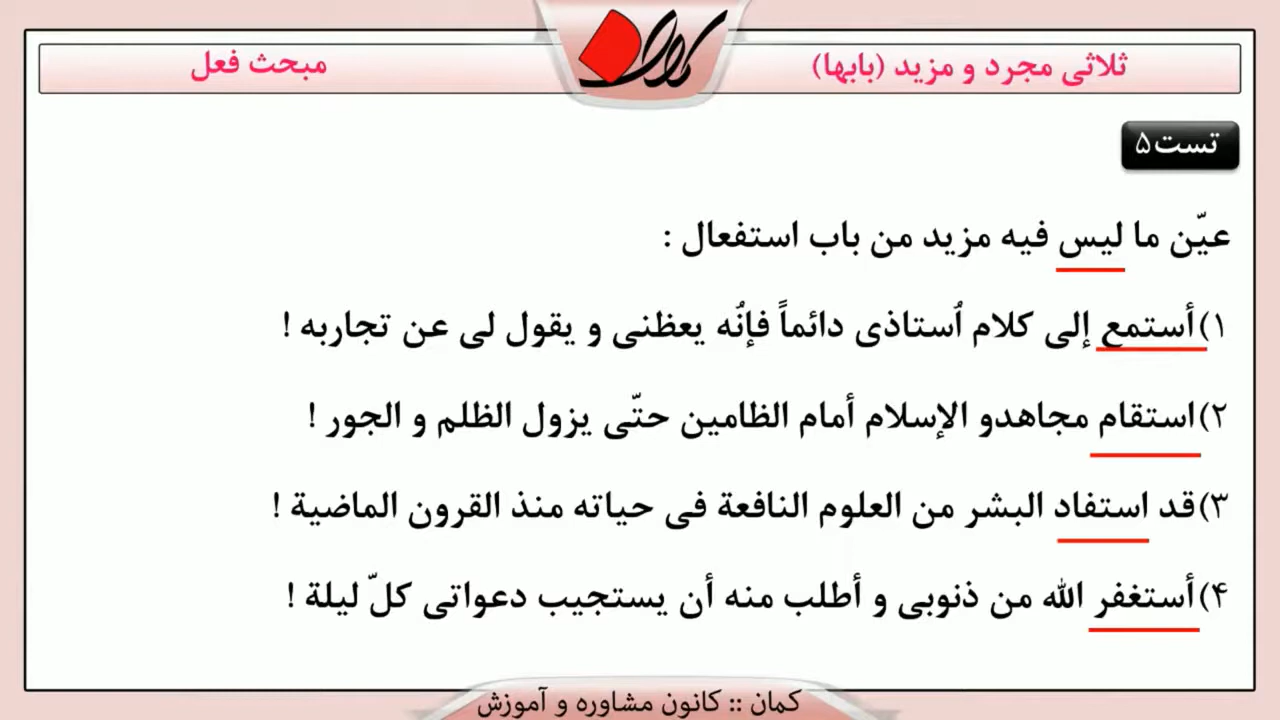 ثلاثی مجرد و مزید (بابها)
کمان
مبحث فعل
تست۵
عیّن ما لیس فیه مزید من باب استفعال :
۱)أستمع إلی کلام اُستاذی دائماً فإنُه یعظنی و یقول لی عن تجاربه !
۲)استقام مجاهدو الإسلام أمام الظامین حتّی یزول الظلم و الجور !
۳)قد استفاد البشر من العلوم النافعة فی حیاته منذ القرون الماضیة !
۴)أستغفر الله من ذنوبی و أطلب منه أن یستجیب دعواتی کلّ لیلة !
کمان :: کانون مشاوره و آموزش